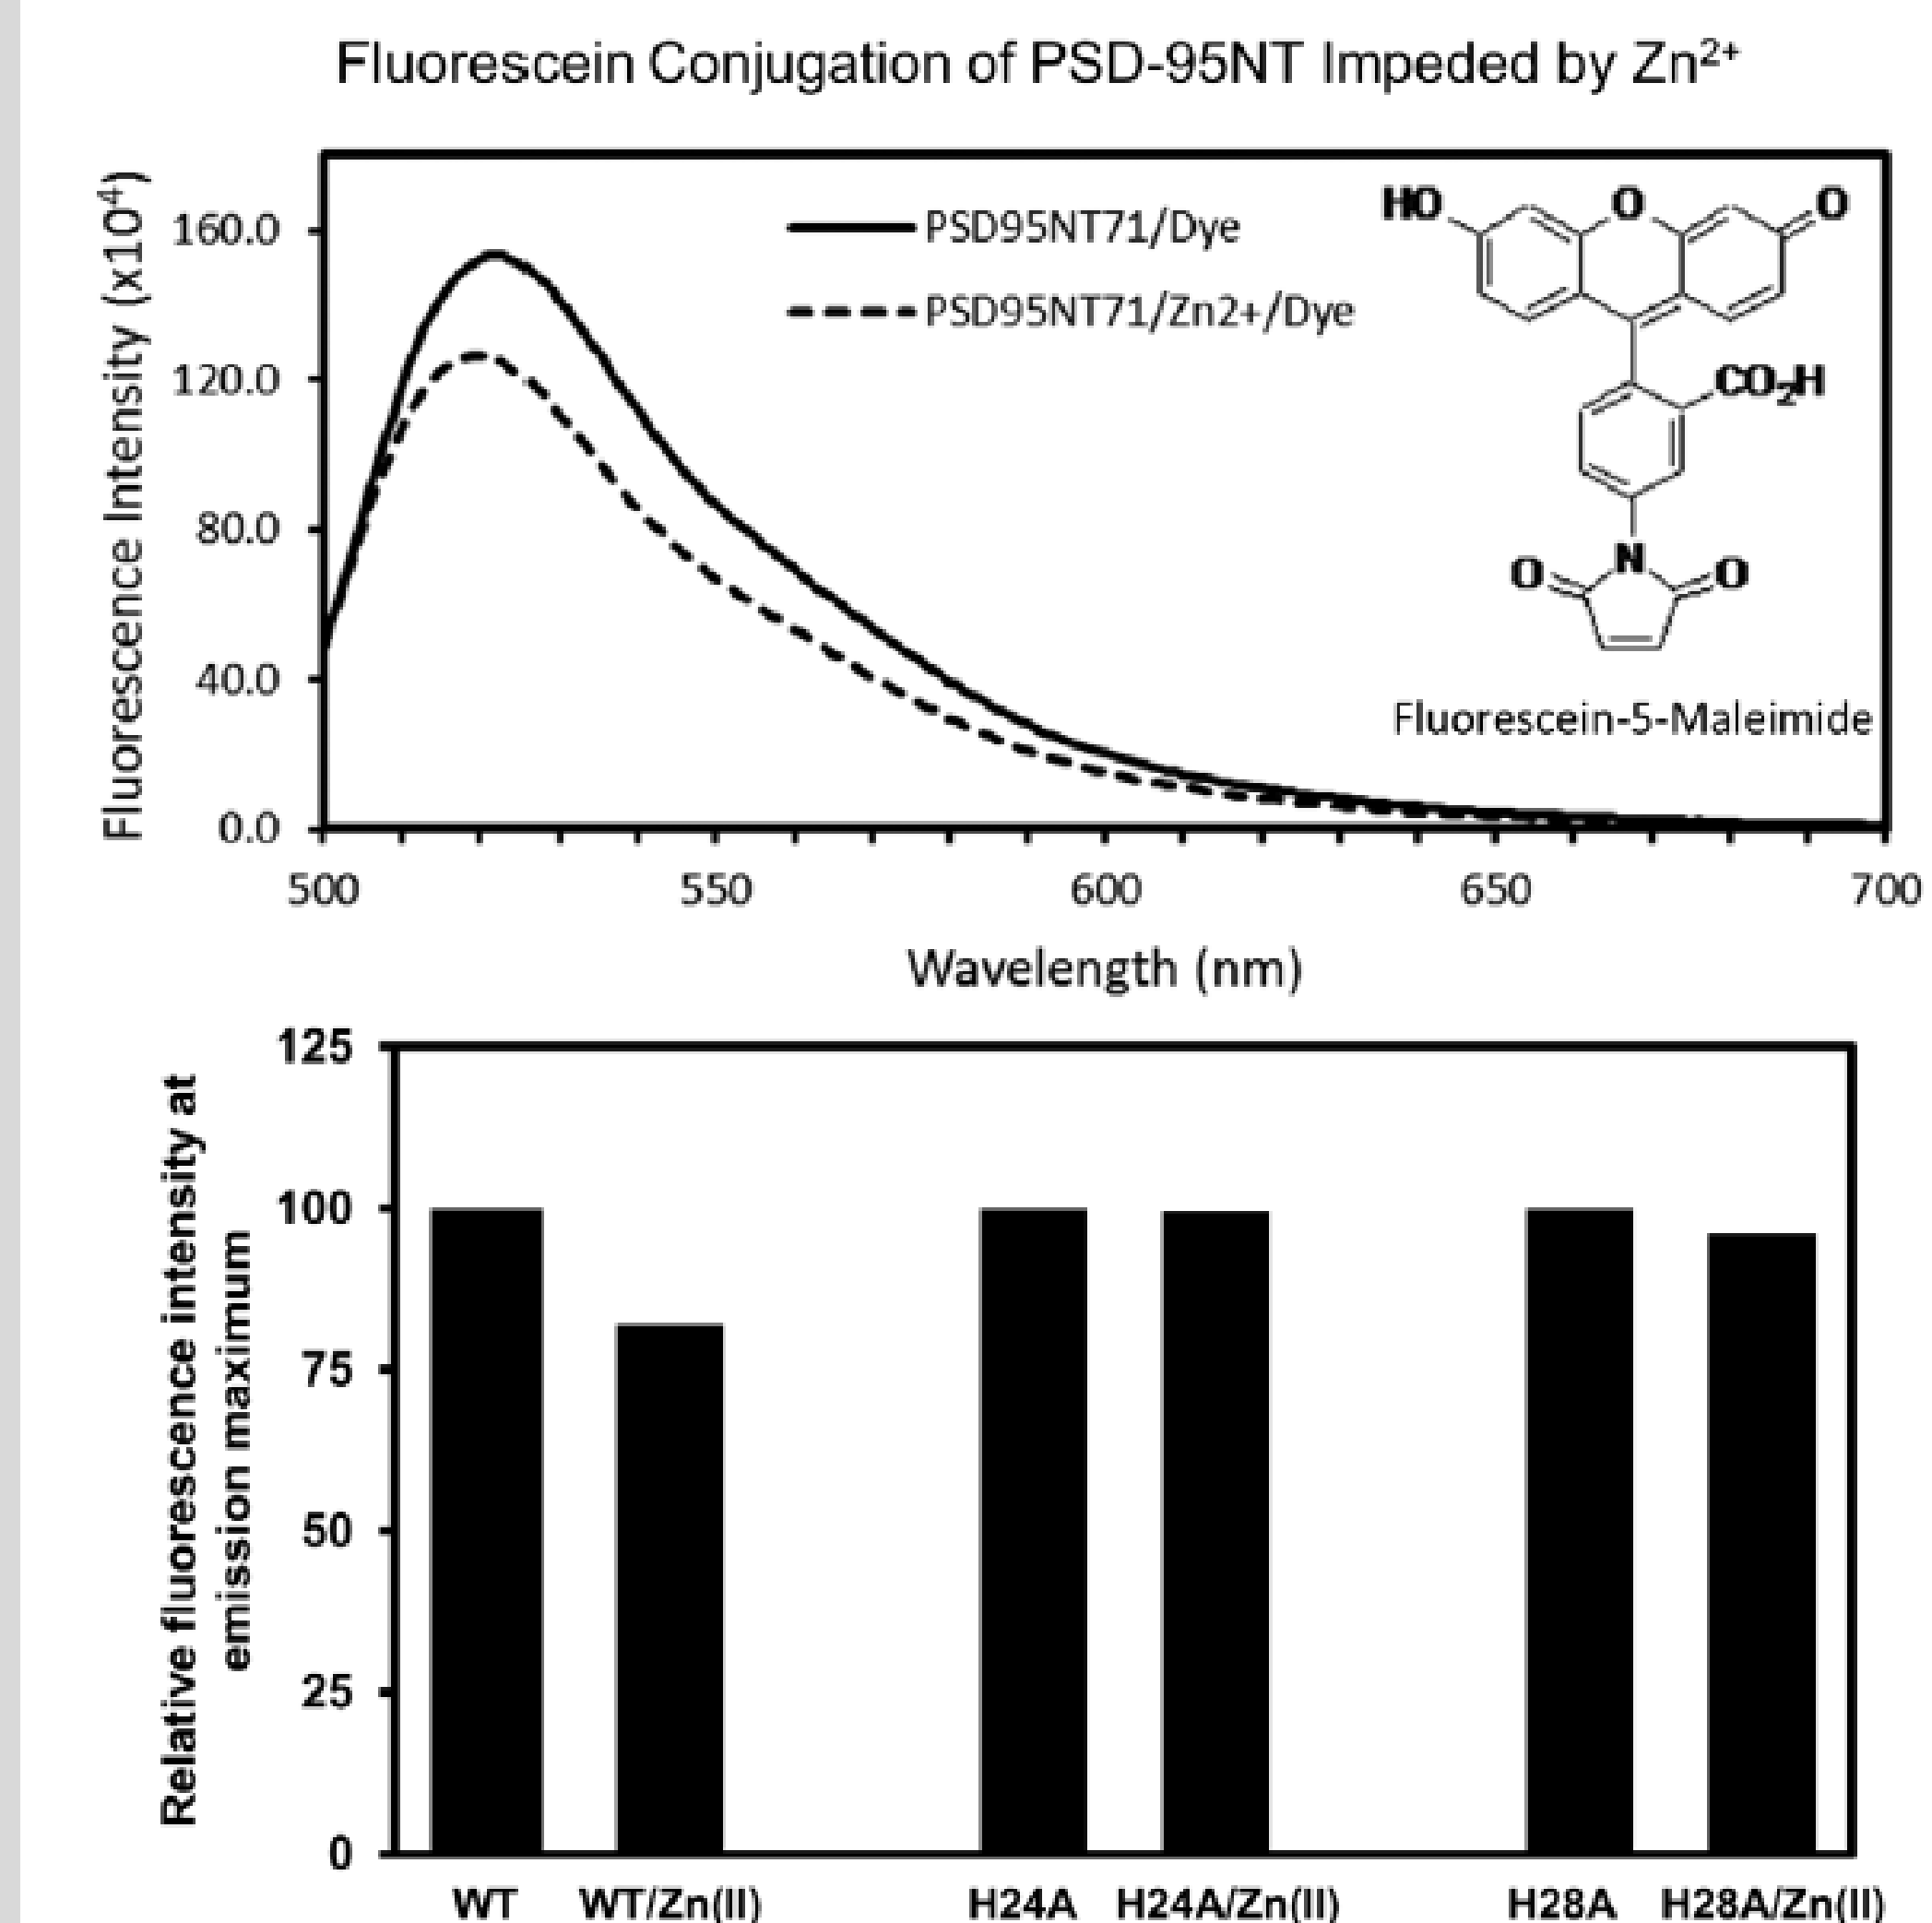 Fluorescein Conjugation of PSD-95NT Impeded by Zn²⁺
Fluorescence Intensity (x10⁴)
160.0
120.0
80.0
40.0
0.0
PSD95NT71/Dye
PSD95NT71/Zn2+/Dye
HO
O
O
CO₂H
N
O
O
Fluorescein-5-Maleimide
500
550
600
650
700
Wavelength (nm)
Relative fluorescence intensity at
emission maximum
125
100
75
50
25
0
WT
WT/Zn(II)
H24A
H24A/Zn(II)
H28A
H28A/Zn(II)